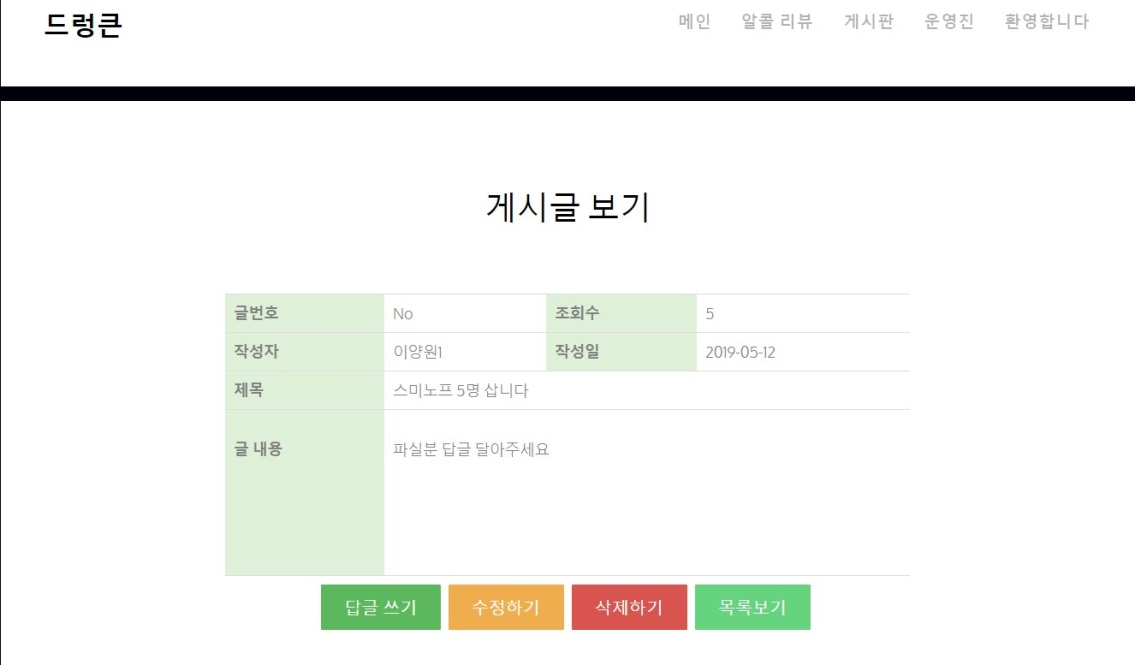 드렁큰
메인 알콜 리뷰 게시판 운영진 환영합니다
게시글 보기
글번호 No 조회수 5
작성자 이양원1 작성일 2019-05-12
제목 스미노프 5명 삽니다
글 내용 파실분 답글 달아주세요
답글 쓰기 수정하기 삭제하기 목록보기